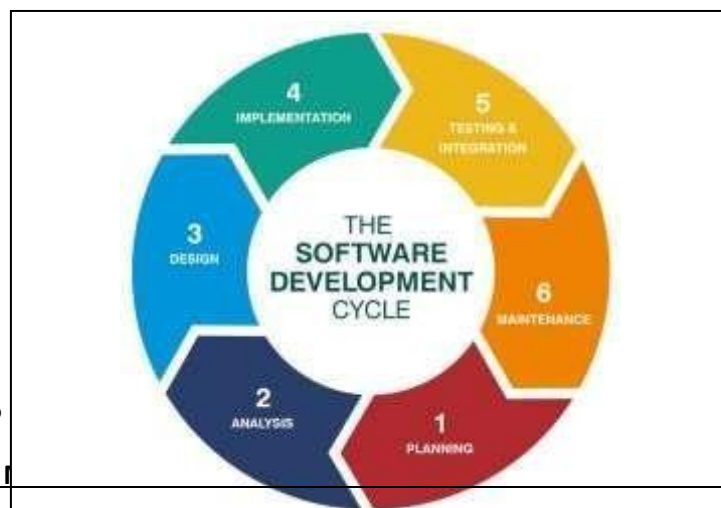 4
IMPLEMENTATION
5
TESTING &
INTEGRATION
3
DESIGN
THE
SOFTWARE
DEVELOPMENT
CYCLE
6
MAINTENANCE
2
ANALYSIS
1
PLANNING